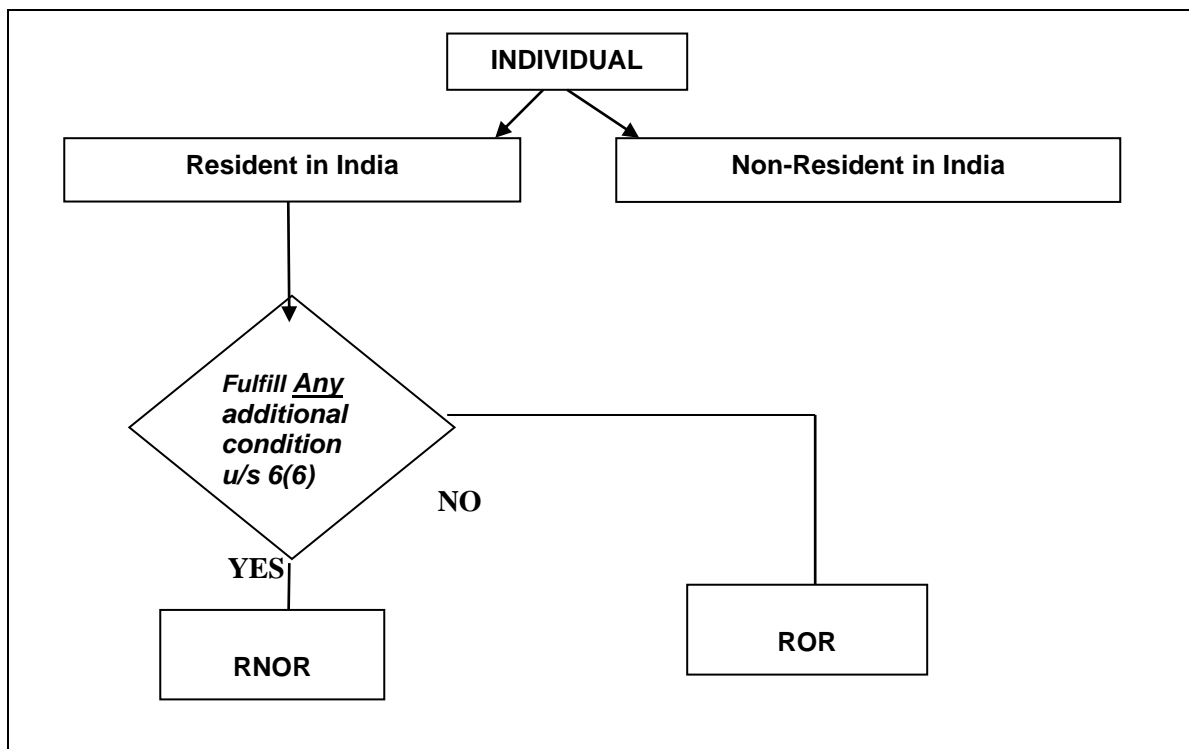 INDIVIDUAL
Resident in India
Non-Resident in India
Fulfill Any
additional
condition
u/s 6(6)
NO
YES
RNOR
ROR